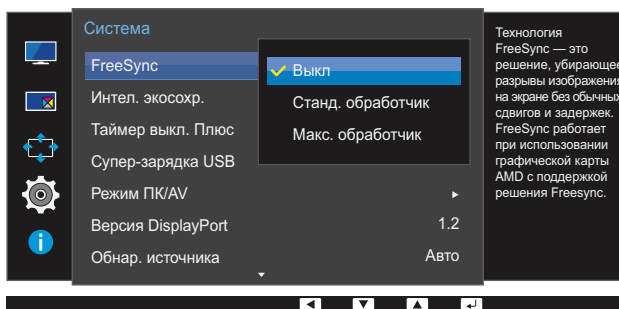 Система
FreeSync
Интел. экосохр.
Таймер выкл. Плюс
Супер-зарядка USB
Режим ПК/AV
Версия DisplayPort 1.2
Обнар. источника Авто
Выкл
Станд. обработчик
Макс. обработчик
Технология
FreeSync — это
решение, убирающее
разрывы изображения
на экране без обычных
сдвигов и задержек.
FreeSync работает
при использовании
графической карты
AMD с поддержкой
решения Freesync.